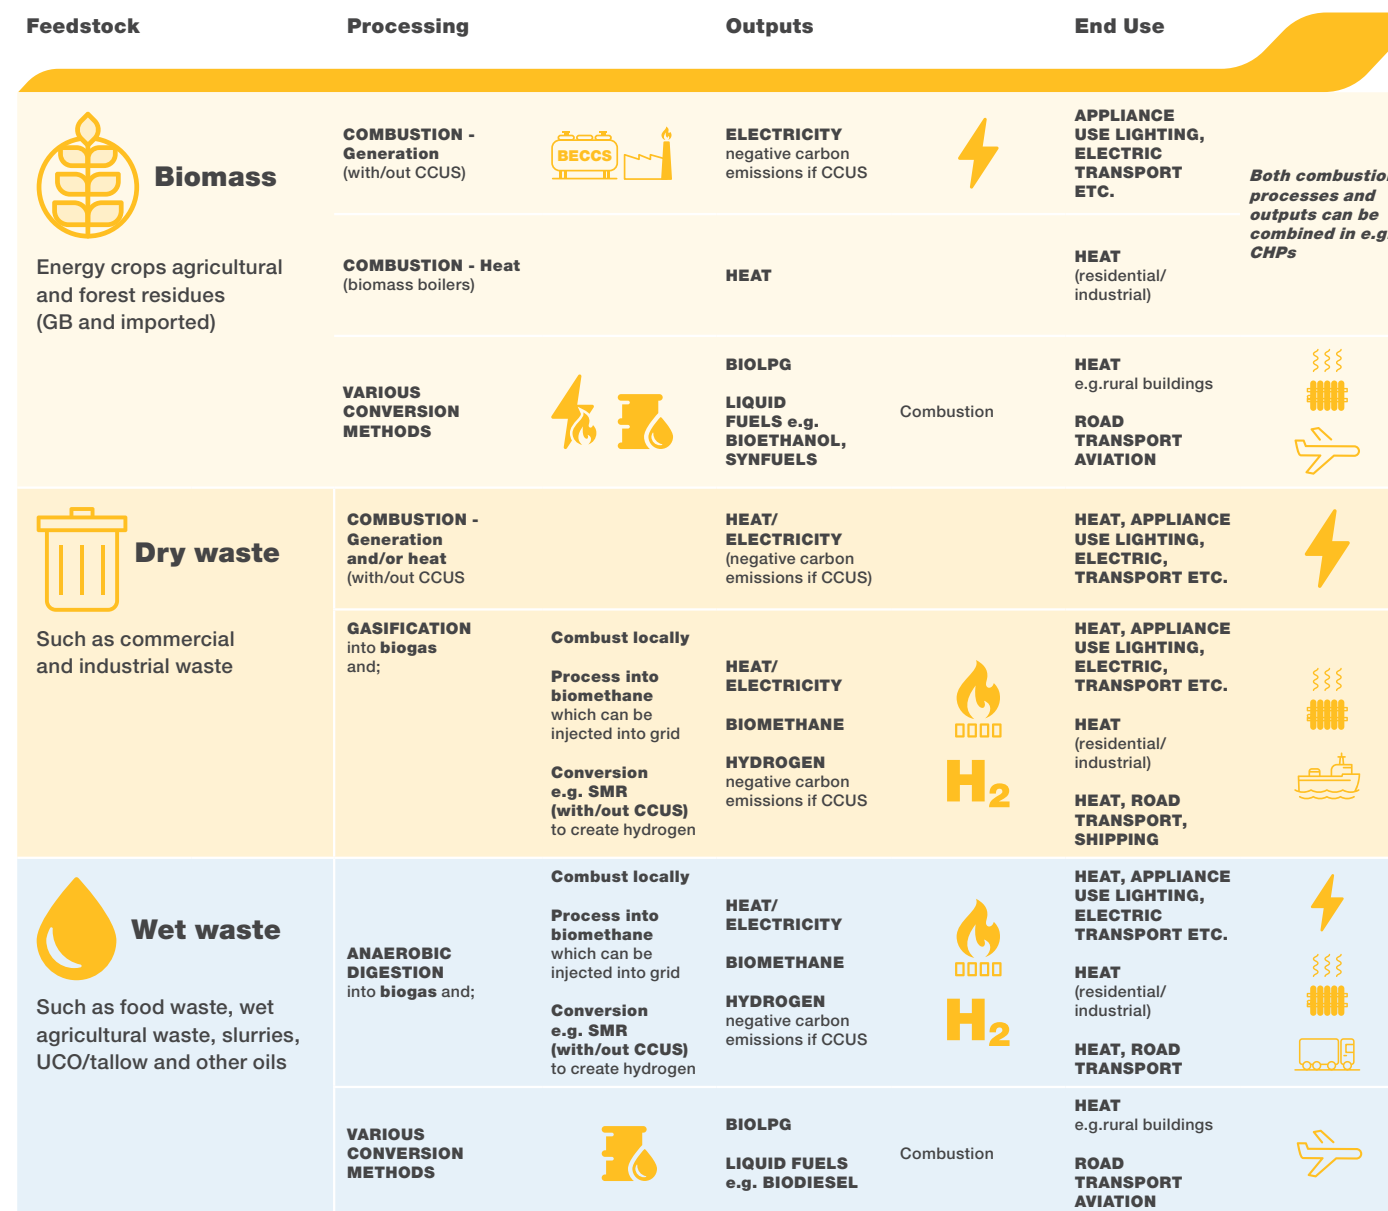 Feedstock
Processing
Outputs
End Use
Biomass
Energy crops agricultural
and forest residues
(GB and imported)
COMBUSTION -
Generation
(with/out CCUS)
BECCS
ELECTRICITY
negative carbon
emissions if CCUS
APPLIANCE
USE LIGHTING,
ELECTRIC
TRANSPORT
ETC.
Both combustion
processes and
outputs can be
combined in e.g.
CHPs
COMBUSTION - Heat
(biomass boilers)
HEAT
HEAT
(residential/
industrial)
VARIOUS
CONVERSION
METHODS
BIOLPG
LIQUID
FUELS e.g.
BIOETHANOL,
SYNFUELS
Combustion
HEAT
e.g.rural buildings
ROAD
TRANSPORT
AVIATION
Dry waste
Such as commercial
and industrial waste
COMBUSTION -
Generation
and/or heat
(with/out CCUS
HEAT/
ELECTRICITY
(negative carbon
emissions if CCUS)
HEAT, APPLIANCE
USE LIGHTING,
ELECTRIC,
TRANSPORT ETC.
GASIFICATION
into biogas
and;
Combust locally
Process into
biomethane
which can be
injected into grid
Conversion
e.g. SMR
(with/out CCUS)
to create hydrogen
HEAT/
ELECTRICITY
BIOMETHANE
HYDROGEN
negative carbon
emissions if CCUS
H2
HEAT, APPLIANCE
USE LIGHTING,
ELECTRIC,
TRANSPORT ETC.
HEAT
(residential/
industrial)
HEAT, ROAD
TRANSPORT,
SHIPPING
Wet waste
Such as food waste, wet
agricultural waste, slurries,
UCO/tallow and other oils
ANAEROBIC
DIGESTION
into biogas and;
Combust locally
Process into
biomethane
which can be
injected into grid
Conversion
e.g. SMR
(with/out CCUS)
to create hydrogen
HEAT/
ELECTRICITY
BIOMETHANE
HYDROGEN
negative carbon
emissions if CCUS
H2
HEAT, APPLIANCE
USE LIGHTING,
ELECTRIC
TRANSPORT ETC.
HEAT
(residential/
industrial)
HEAT, ROAD
TRANSPORT
VARIOUS
CONVERSION
METHODS
BIOLPG
LIQUID FUELS
e.g. BIODIESEL
Combustion
HEAT
e.g.rural buildings
ROAD
TRANSPORT
AVIATION